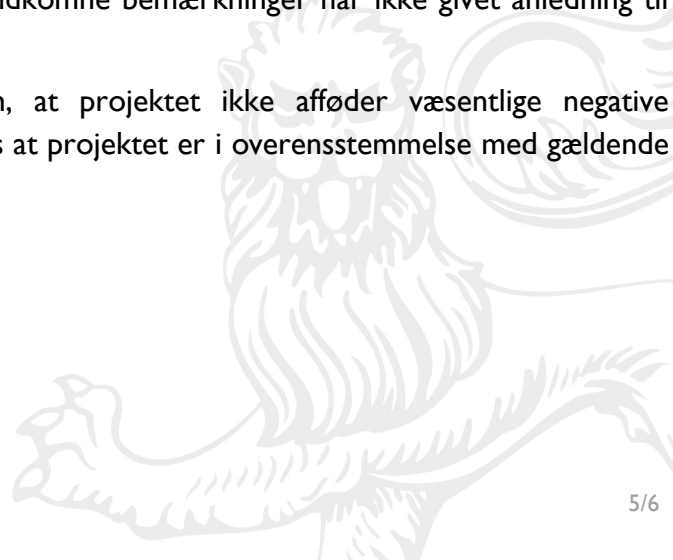 bemærkninger har ikke givet anledning til
at projektet ikke afføder væsentlige negative
at projektet er i overensstemmelse med gældende
5/6